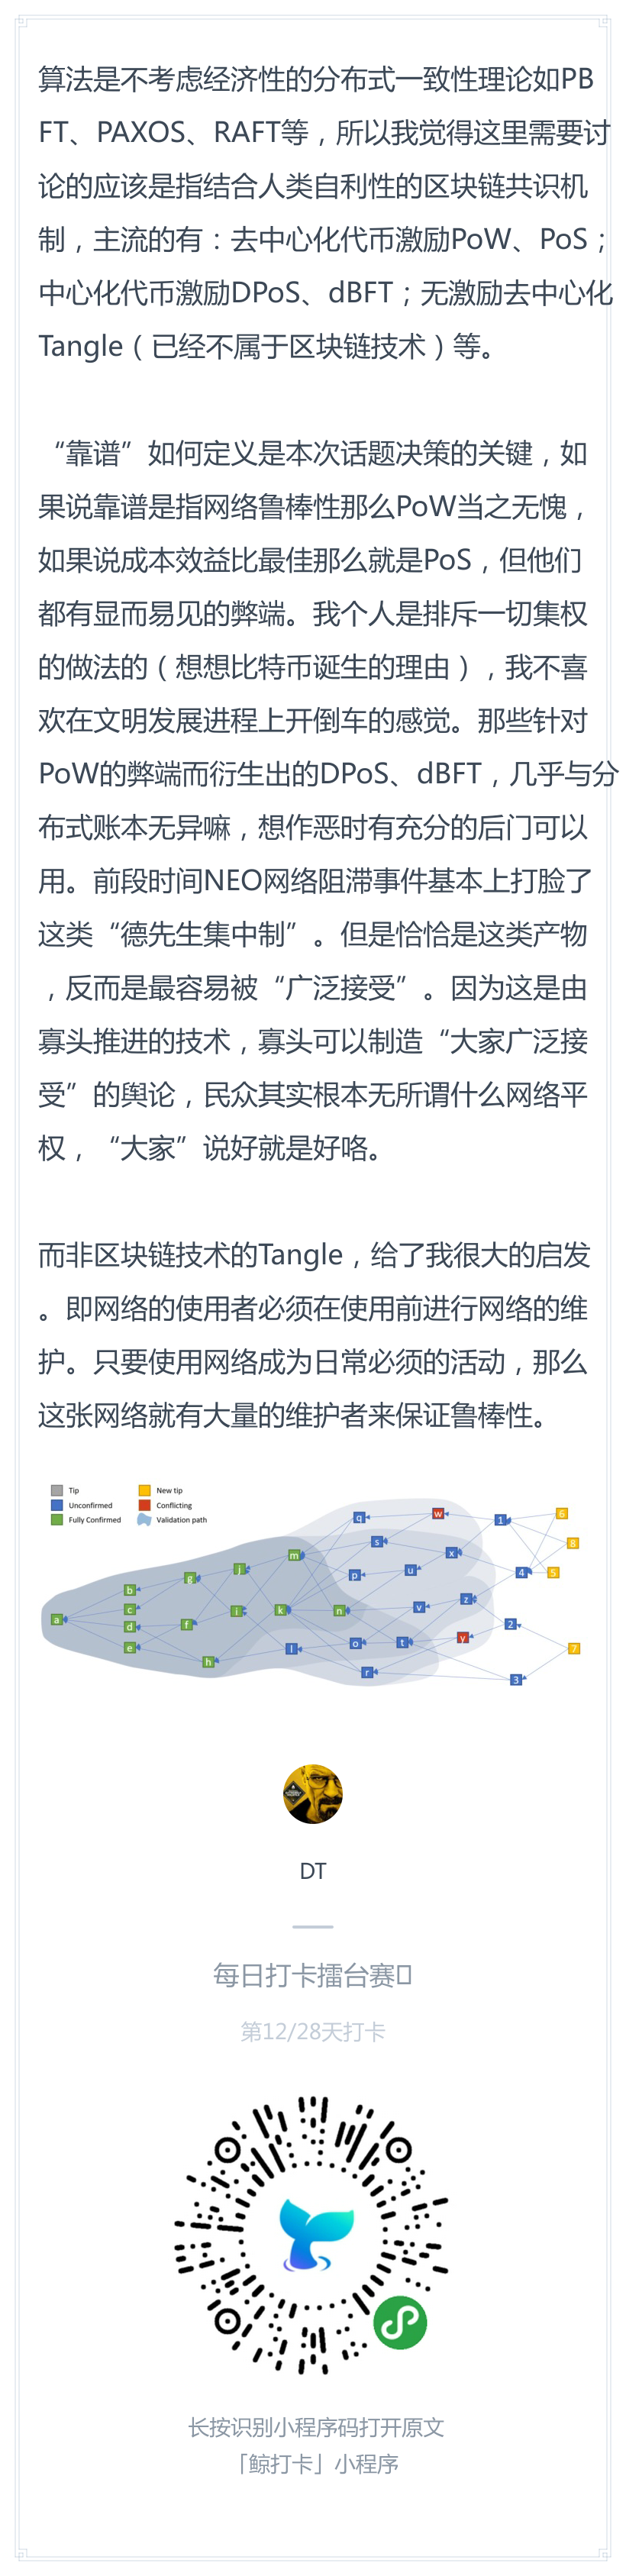 算法是不考虑经济性的分布式一致性理论如PB
FT、PAXOS、RAFT等，所以我觉得这里需要讨
论的应该是指结合人类自利性的区块链共识机
制，主流的有：去中心化代币激励PoW、PoS；
中心化代币激励DPoS、dBFT；无激励去中心化
Tangle（已经不属于区块链技术）等。
“靠谱”如何定义是本次话题决策的关键，如
果说靠谱是指网络鲁棒性那么PoW当之无愧，
如果说成本效益比最佳那么就是PoS，但他们
都有显而易见的弊端。我个人是排斥一切集权
的做法的（想想比特币诞生的理由），我不喜
欢在文明发展进程上开倒车的感觉。那些针对
PoW的弊端而衍生出的DPoS、dBFT，几乎与分
布式账本无异嘛，想作恶时有充分的后门可以
用。前段时间NEO网络阻滞事件基本上打脸了
这类“德先生集中制”。但是恰恰是这类产物
，反而是最容易被“广泛接受”。因为这是由
寡头推进的技术，寡头可以制造“大家广泛接
受”的舆论，民众其实根本无所谓什么网络平
权，“大家”说好就是好咯。
而非区块链技术的Tangle，给了我很大的启发
。即网络的使用者必须在使用前进行网络的维
护。只要使用网络成为日常必须的活动，那么
这张网络就有大量的维护者来保证鲁棒性。
Tip
New tip
Unconfirmed
Conflicting
Fully Confirmed
Validation path
a
b
c
d
e
g
f
h
j
i
m
k
l
n
q
s
p
o
r
u
t
v
w
x
z
y
1
4
2
3
6
8
5
7
DT
每日打卡擂台赛
第12/28天打卡
长按识别小程序码打开原文
「鲸打卡」小程序